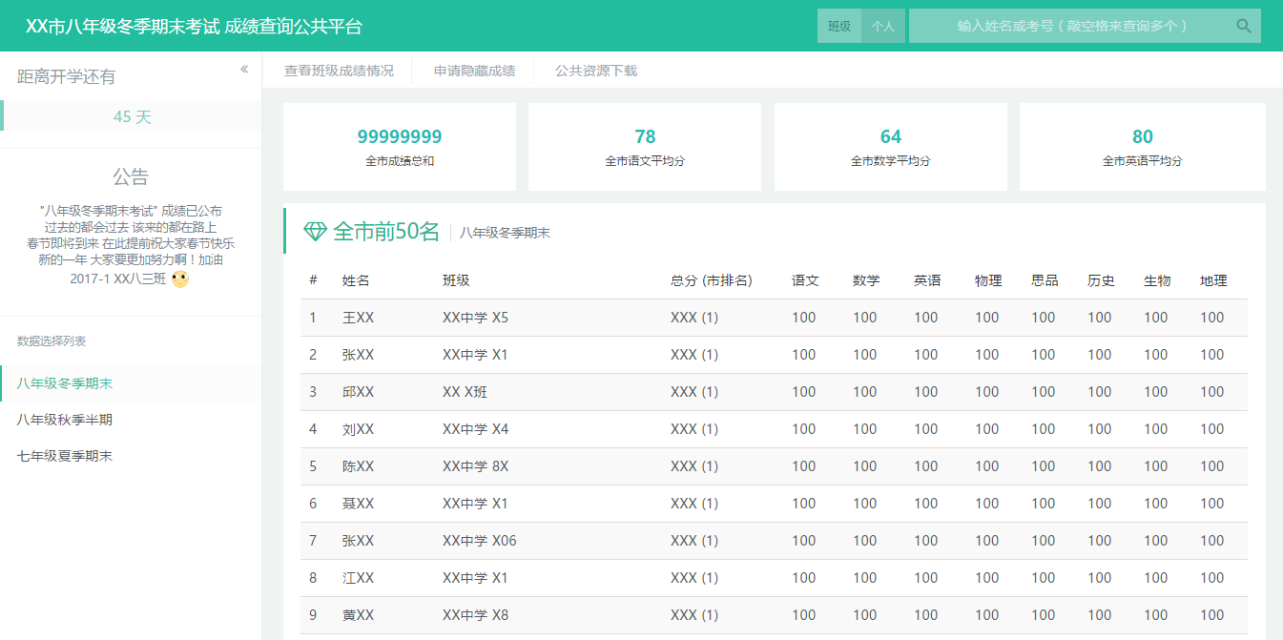 XX市八年级冬季期末考试 成绩查询公共平台
班级 个人 输入姓名或考号 ( 敲空格来查询多个 )
距离开学还有 «
45 天
公告
"八年级冬季期末考试" 成绩已公布
过去的都会过去 该来的都在路上
春节即将到来 在此提前祝大家春节快乐
新的一年 大家要更加努力啊！加油
2017-1 XX八三班
数据选择列表
八年级冬季期末
八年级秋季半期
七年级夏季期末
查看班级成绩情况 申请隐藏成绩 公共资源下载
99999999 78 64 80
全市成绩总和 全市语文平均分 全市数学平均分 全市英语平均分
全市前50名 | 八年级冬季期末
# 姓名 班级 总分 (市排名) 语文 数学 英语 物理 思品 历史 生物 地理
1 王XX XX中学 X5 XXX (1) 100 100 100 100 100 100 100 100
2 张XX XX中学 X1 XXX (1) 100 100 100 100 100 100 100 100
3 邱XX XX X班 XXX (1) 100 100 100 100 100 100 100 100
4 刘XX XX中学 X4 XXX (1) 100 100 100 100 100 100 100 100
5 陈XX XX中学 8X XXX (1) 100 100 100 100 100 100 100 100
6 聂XX XX中学 X1 XXX (1) 100 100 100 100 100 100 100 100
7 张XX XX中学 X06 XXX (1) 100 100 100 100 100 100 100 100
8 江XX XX中学 X1 XXX (1) 100 100 100 100 100 100 100 100
9 黄XX XX中学 X8 XXX (1) 100 100 100 100 100 100 100 100